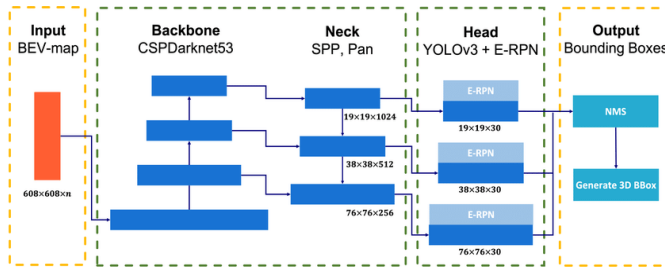 Input
BEV-map
608×608×n
Backbone
CSPDarknet53
Neck
SPP, Pan
19×19×1024
38×38×512
76×76×256
Head
YOLOv3 + E-RPN
E-RPN
19×19×30
E-RPN
38×38×30
E-RPN
76×76×30
Output
Bounding Boxes
NMS
Generate 3D BBox